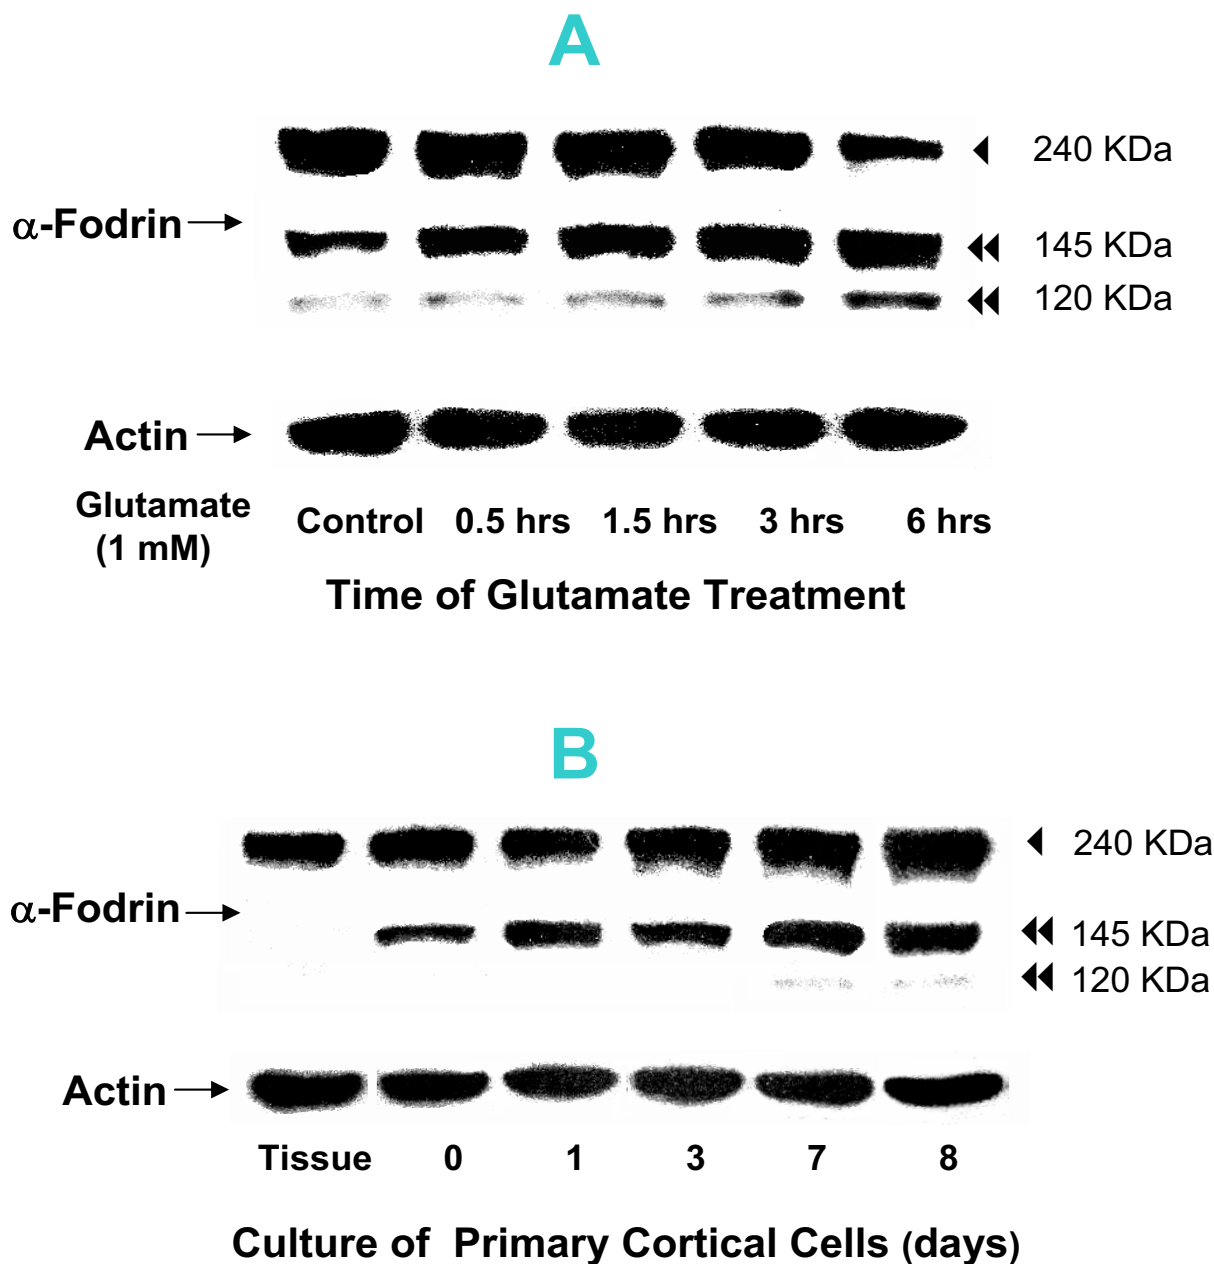 A
240 KDa
α-Fodrin
145 KDa
120 KDa
Actin
Glutamate
(1 mM)
Control 0.5 hrs 1.5 hrs 3 hrs 6 hrs
Time of Glutamate Treatment
B
240 KDa
α-Fodrin
145 KDa
120 KDa
Actin
Tissue 0 1 3 7 8
Culture of Primary Cortical Cells (days)